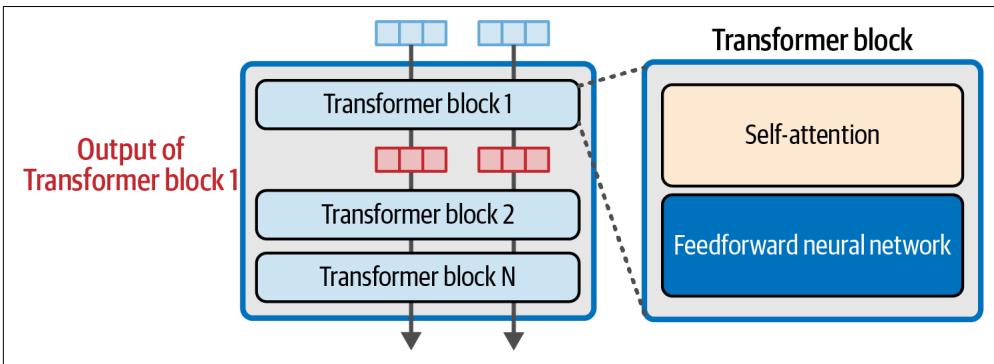 Transformer block
Transformer block 1
Self-attention
Output of
Transformer block 1
Transformer block 2
Feedforward neural network
Transformer block N